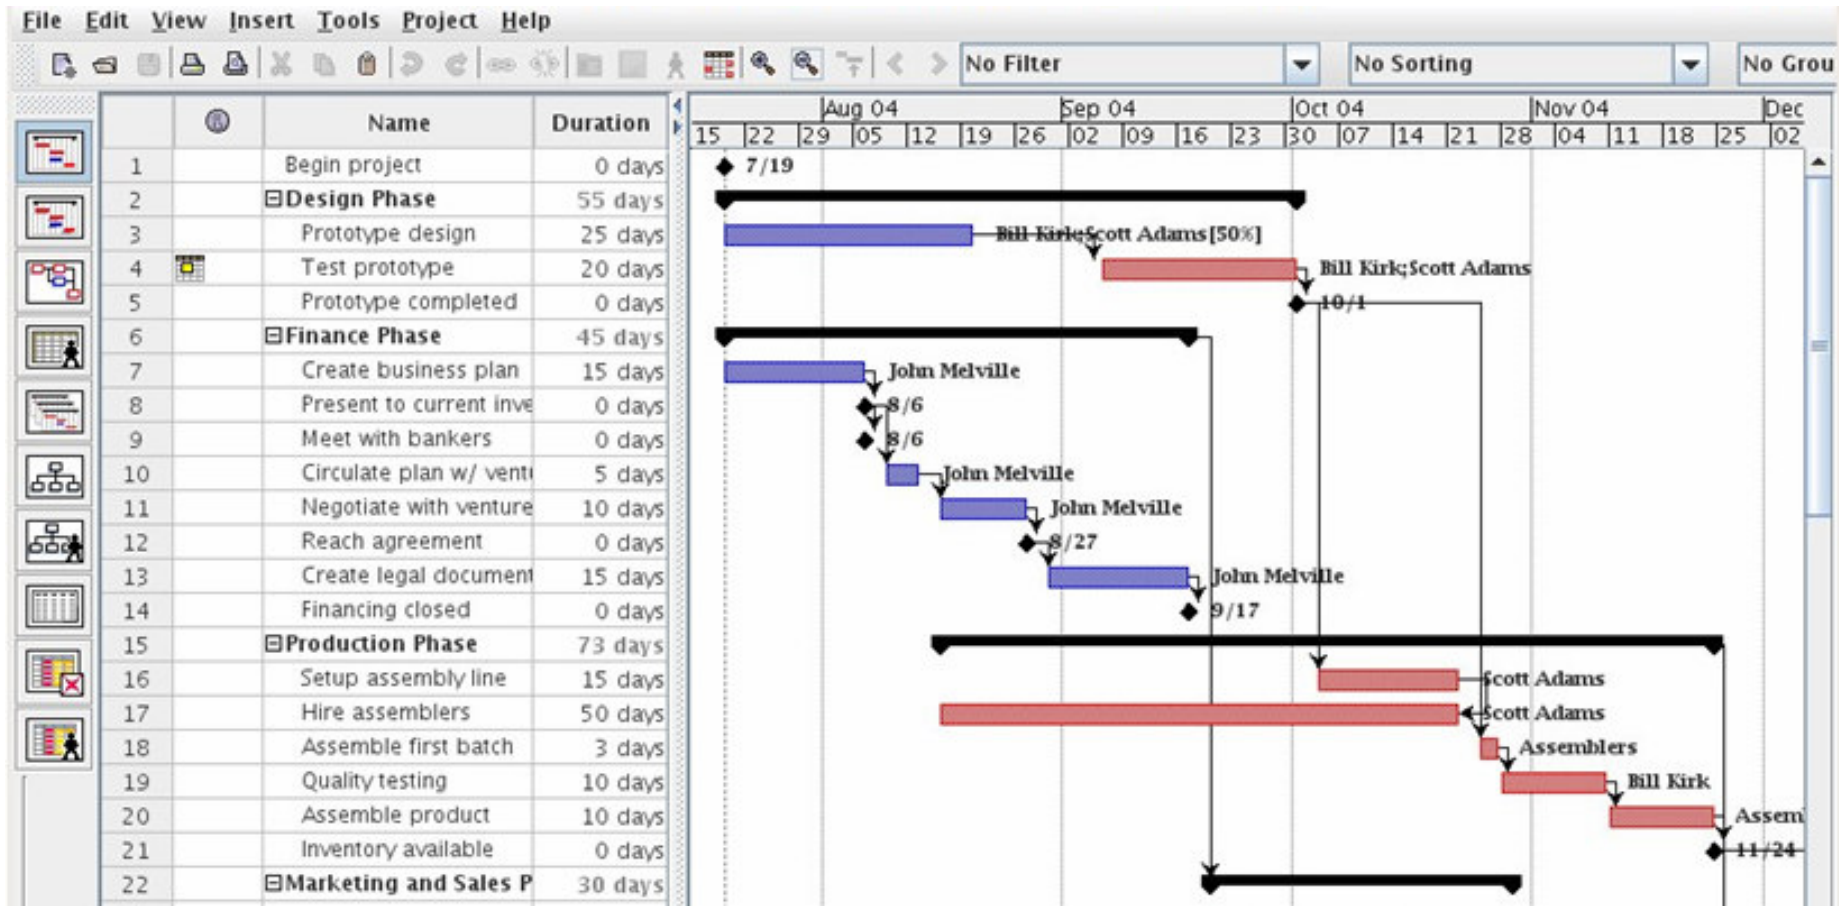 File Edit View Insert Tools Project Help
No Filter No Sorting No Grou
Name Duration
Aug 04 Sep 04 Oct 04 Nov 04 Dec
15 22 29 05 12 19 26 02 09 16 23 30 07 14 21 28 04 11 18 25 02
1 Begin project 0 days 7/19
2 Design Phase 55 days
3 Prototype design 25 days Bill Kirk;Scott Adams[50%]
4 Test prototype 20 days Bill Kirk;Scott Adams
5 Prototype completed 0 days 10/1
6 Finance Phase 45 days
7 Create business plan 15 days John Melville
8 Present to current inve 0 days 8/6
9 Meet with bankers 0 days 8/6
10 Circulate plan w/ vent 5 days John Melville
11 Negotiate with venture 10 days John Melville
12 Reach agreement 0 days 8/27
13 Create legal document 15 days John Melville
14 Financing closed 0 days 9/17
15 Production Phase 73 days
16 Setup assembly line 15 days Scott Adams
17 Hire assemblers 50 days Scott Adams
18 Assemble first batch 3 days Assemblers
19 Quality testing 10 days Bill Kirk
20 Assemble product 10 days Assem
21 Inventory available 0 days 11/24
22 Marketing and Sales P 30 days